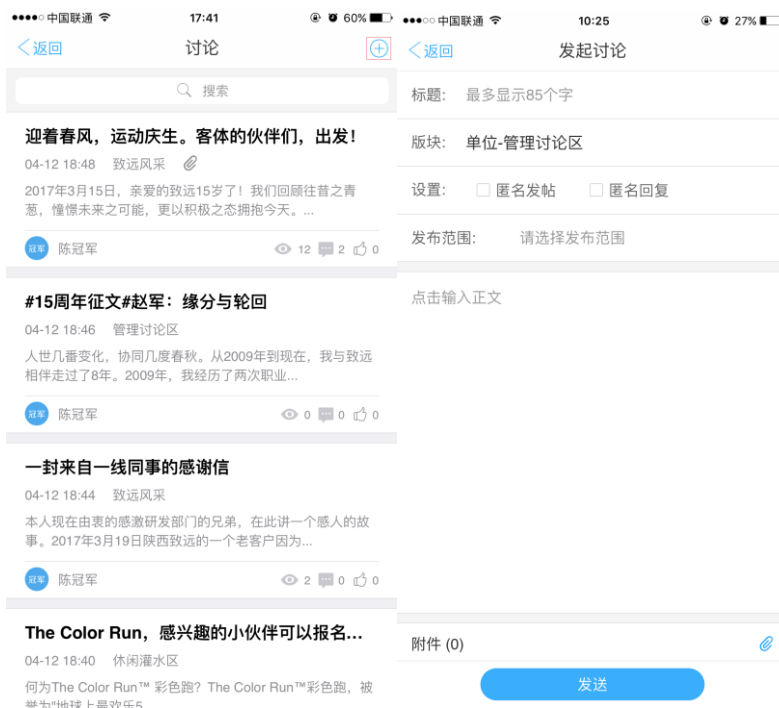 中国联通 17:41 60%
返回 讨论
搜索
迎着春风，运动庆生。客体的伙伴们，出发！
04-12 18:48 致远风采
2017年3月15日，亲爱的致远15岁了！我们回顾往昔之青
葱，憧憬未来之可能，更以积极之态拥抱今天。...
冠军 陈冠军 12 2 0
#15周年征文#赵军：缘分与轮回
04-12 18:46 管理讨论区
人世几番变化，协同几度春秋。从2009年到现在，我与致远
相伴走过了8年。2009年，我经历了两次职业...
冠军 陈冠军 0 0 0
一封来自一线同事的感谢信
04-12 18:44 致远风采
本人现在由衷的感激研发部门的兄弟，在此讲一个感人的故
事。2017年3月19日陕西致远的一个老客户因为...
冠军 陈冠军 2 0 0
The Color Run，感兴趣的小伙伴可以报名...
04-12 18:40 休闲灌水区
何为The Color Run™ 彩色跑？The Color Run™彩色跑，被
誉为"地球上最欢乐5
中国联通 10:25 27%
返回 发起讨论
标题: 最多显示85个字
版块: 单位-管理讨论区
设置: 匿名发帖 匿名回复
发布范围: 请选择发布范围
点击输入正文
附件 (0)
发送